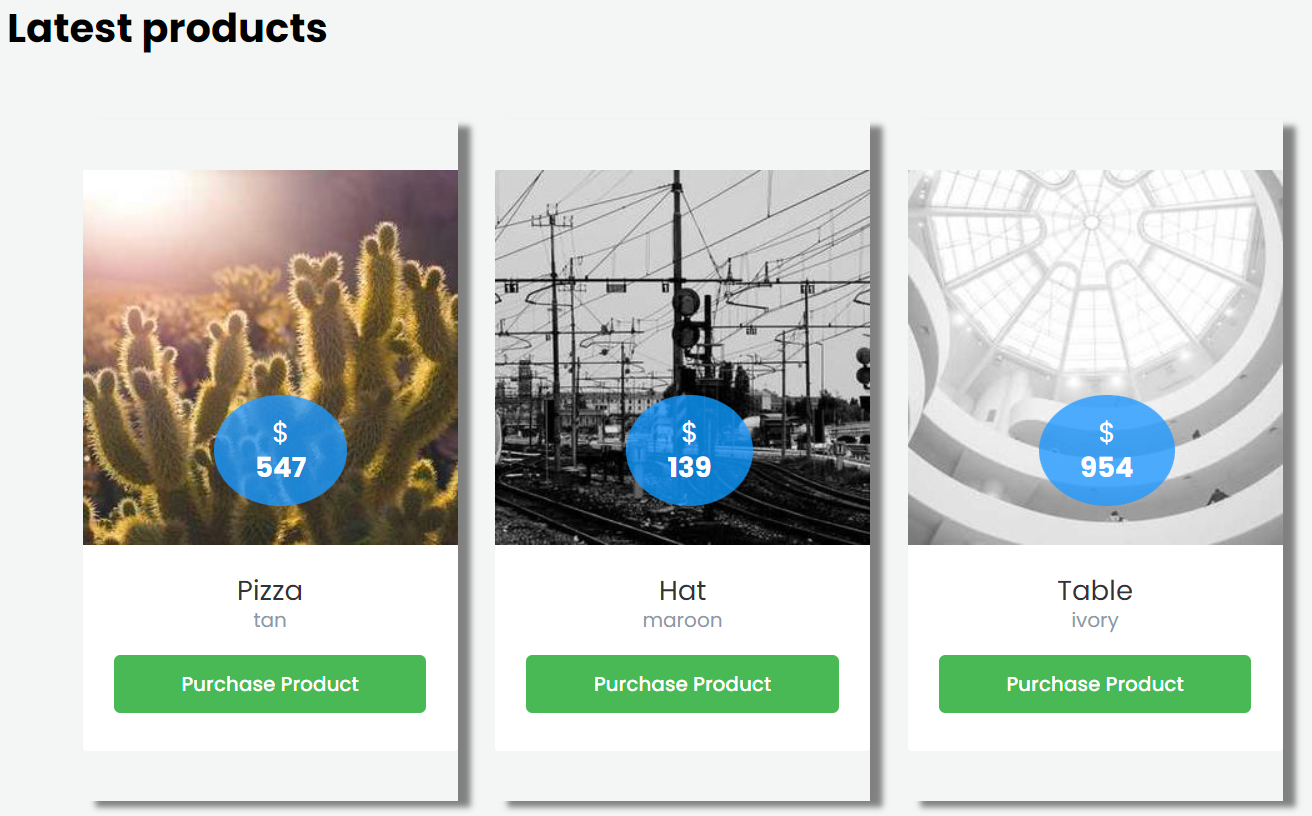 Latest products
$
547
Pizza
tan
Purchase Product
$
139
Hat
maroon
Purchase Product
$
954
Table
ivory
Purchase Product